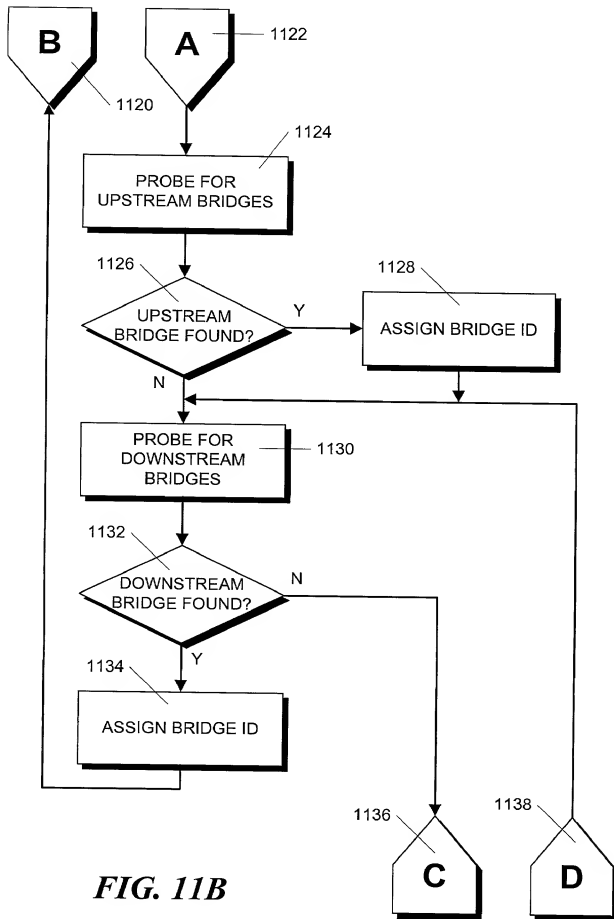 B
A
1122
1120
1124
PROBE FOR
UPSTREAM BRIDGES
1126
1128
UPSTREAM
BRIDGE FOUND?
Y
ASSIGN BRIDGE ID
N
PROBE FOR
DOWNSTREAM
BRIDGES
1130
1132
DOWNSTREAM
BRIDGE FOUND?
N
Y
1134
ASSIGN BRIDGE ID
1136
1138
C
D
FIG. 11B